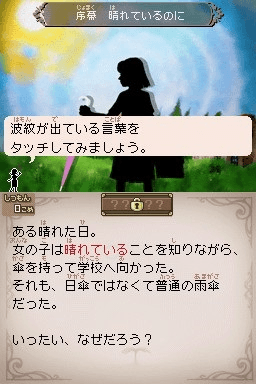 序幕　晴れているのに
波紋が出ている言葉を
タッチしてみましょう。
しつもん
0こめ
？？　？？
ある晴れた日。
女の子は晴れていることを知りながら、
傘を持って学校へ向かった。
それも、日傘ではなくて普通の雨傘
だった。
いったい、なぜだろう？